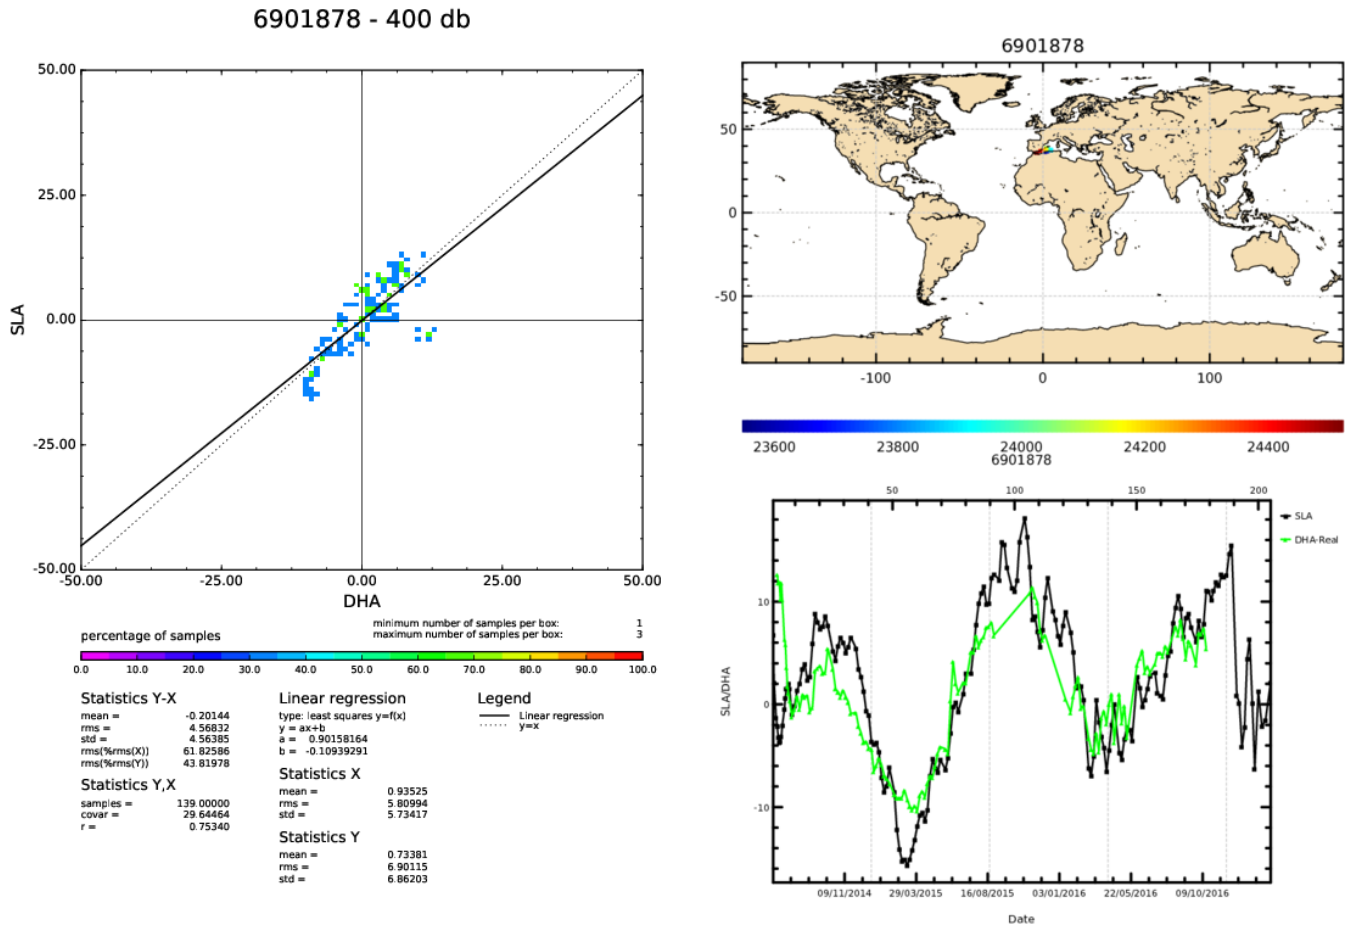 6901878 - 400 db
50.00
25.00
0.00
-25.00
-50.00
SLA
-50.00 -25.00 0.00 25.00 50.00
DHA
percentage of samples
minimum number of samples per box: 1
maximum number of samples per box: 3
0.0 10.0 20.0 30.0 40.0 50.0 60.0 70.0 80.0 90.0 100.0
Statistics Y-X
mean = -0.20144
rms = 4.56832
std = 4.56385
rms(%rms(X)) 61.82586
rms(%rms(Y)) 43.81978
Statistics Y,X
samples = 139.00000
covar = 29.64464
r = 0.75340
Linear regression
type: least squares y=f(x)
y = ax+b
a = 0.90158164
b = -0.10939291
Statistics X
mean = 0.93525
rms = 5.80994
std = 5.73417
Statistics Y
mean = 0.73381
rms = 6.90115
std = 6.86203
Legend
Linear regression
y=x
6901878
50
0
-50
-100 0 100
23600 23800 24000 24200 24400
6901878
50 100 150 200
SLA
DHA-Real
10
0
-10
SLA/DHA
09/11/2014 29/03/2015 16/08/2015 03/01/2016 22/05/2016 09/10/2016
Date